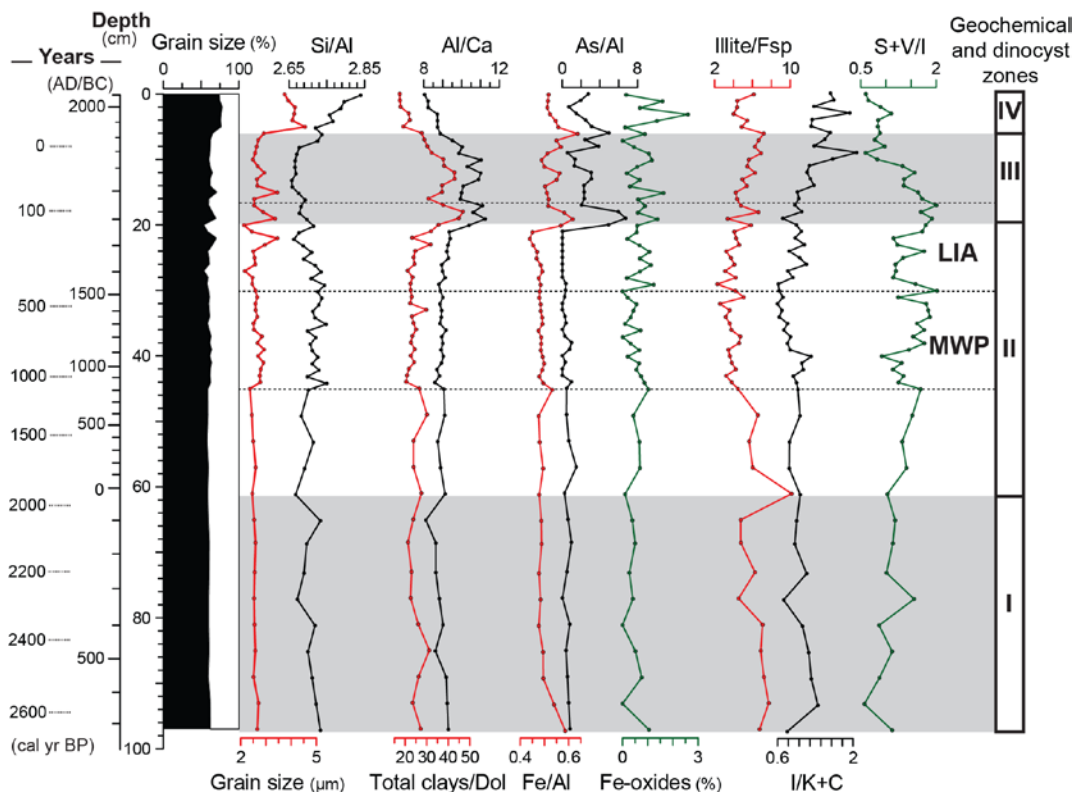 Depth
(cm)
Years
(AD/BC)
Grain size (%)
0 100
Si/Al
2.65 2.85
Al/Ca
8 12
As/Al
0 8
Illite/Fsp
2 10
S+V/I
0.5 2
Geochemical
and dinocyst
zones
0
20
40
60
80
100
2000
1500
1000
500
0
500
0
100
500
1000
1500
2000
2200
2400
2600
(cal yr BP)
IV
III
II
I
LIA
MWP
2 5
Grain size (µm)
20 30 40 50
Total clays/Dol
0.4 0.6
Fe/Al
0 3
Fe-oxides (%)
0.6 2
I/K+C